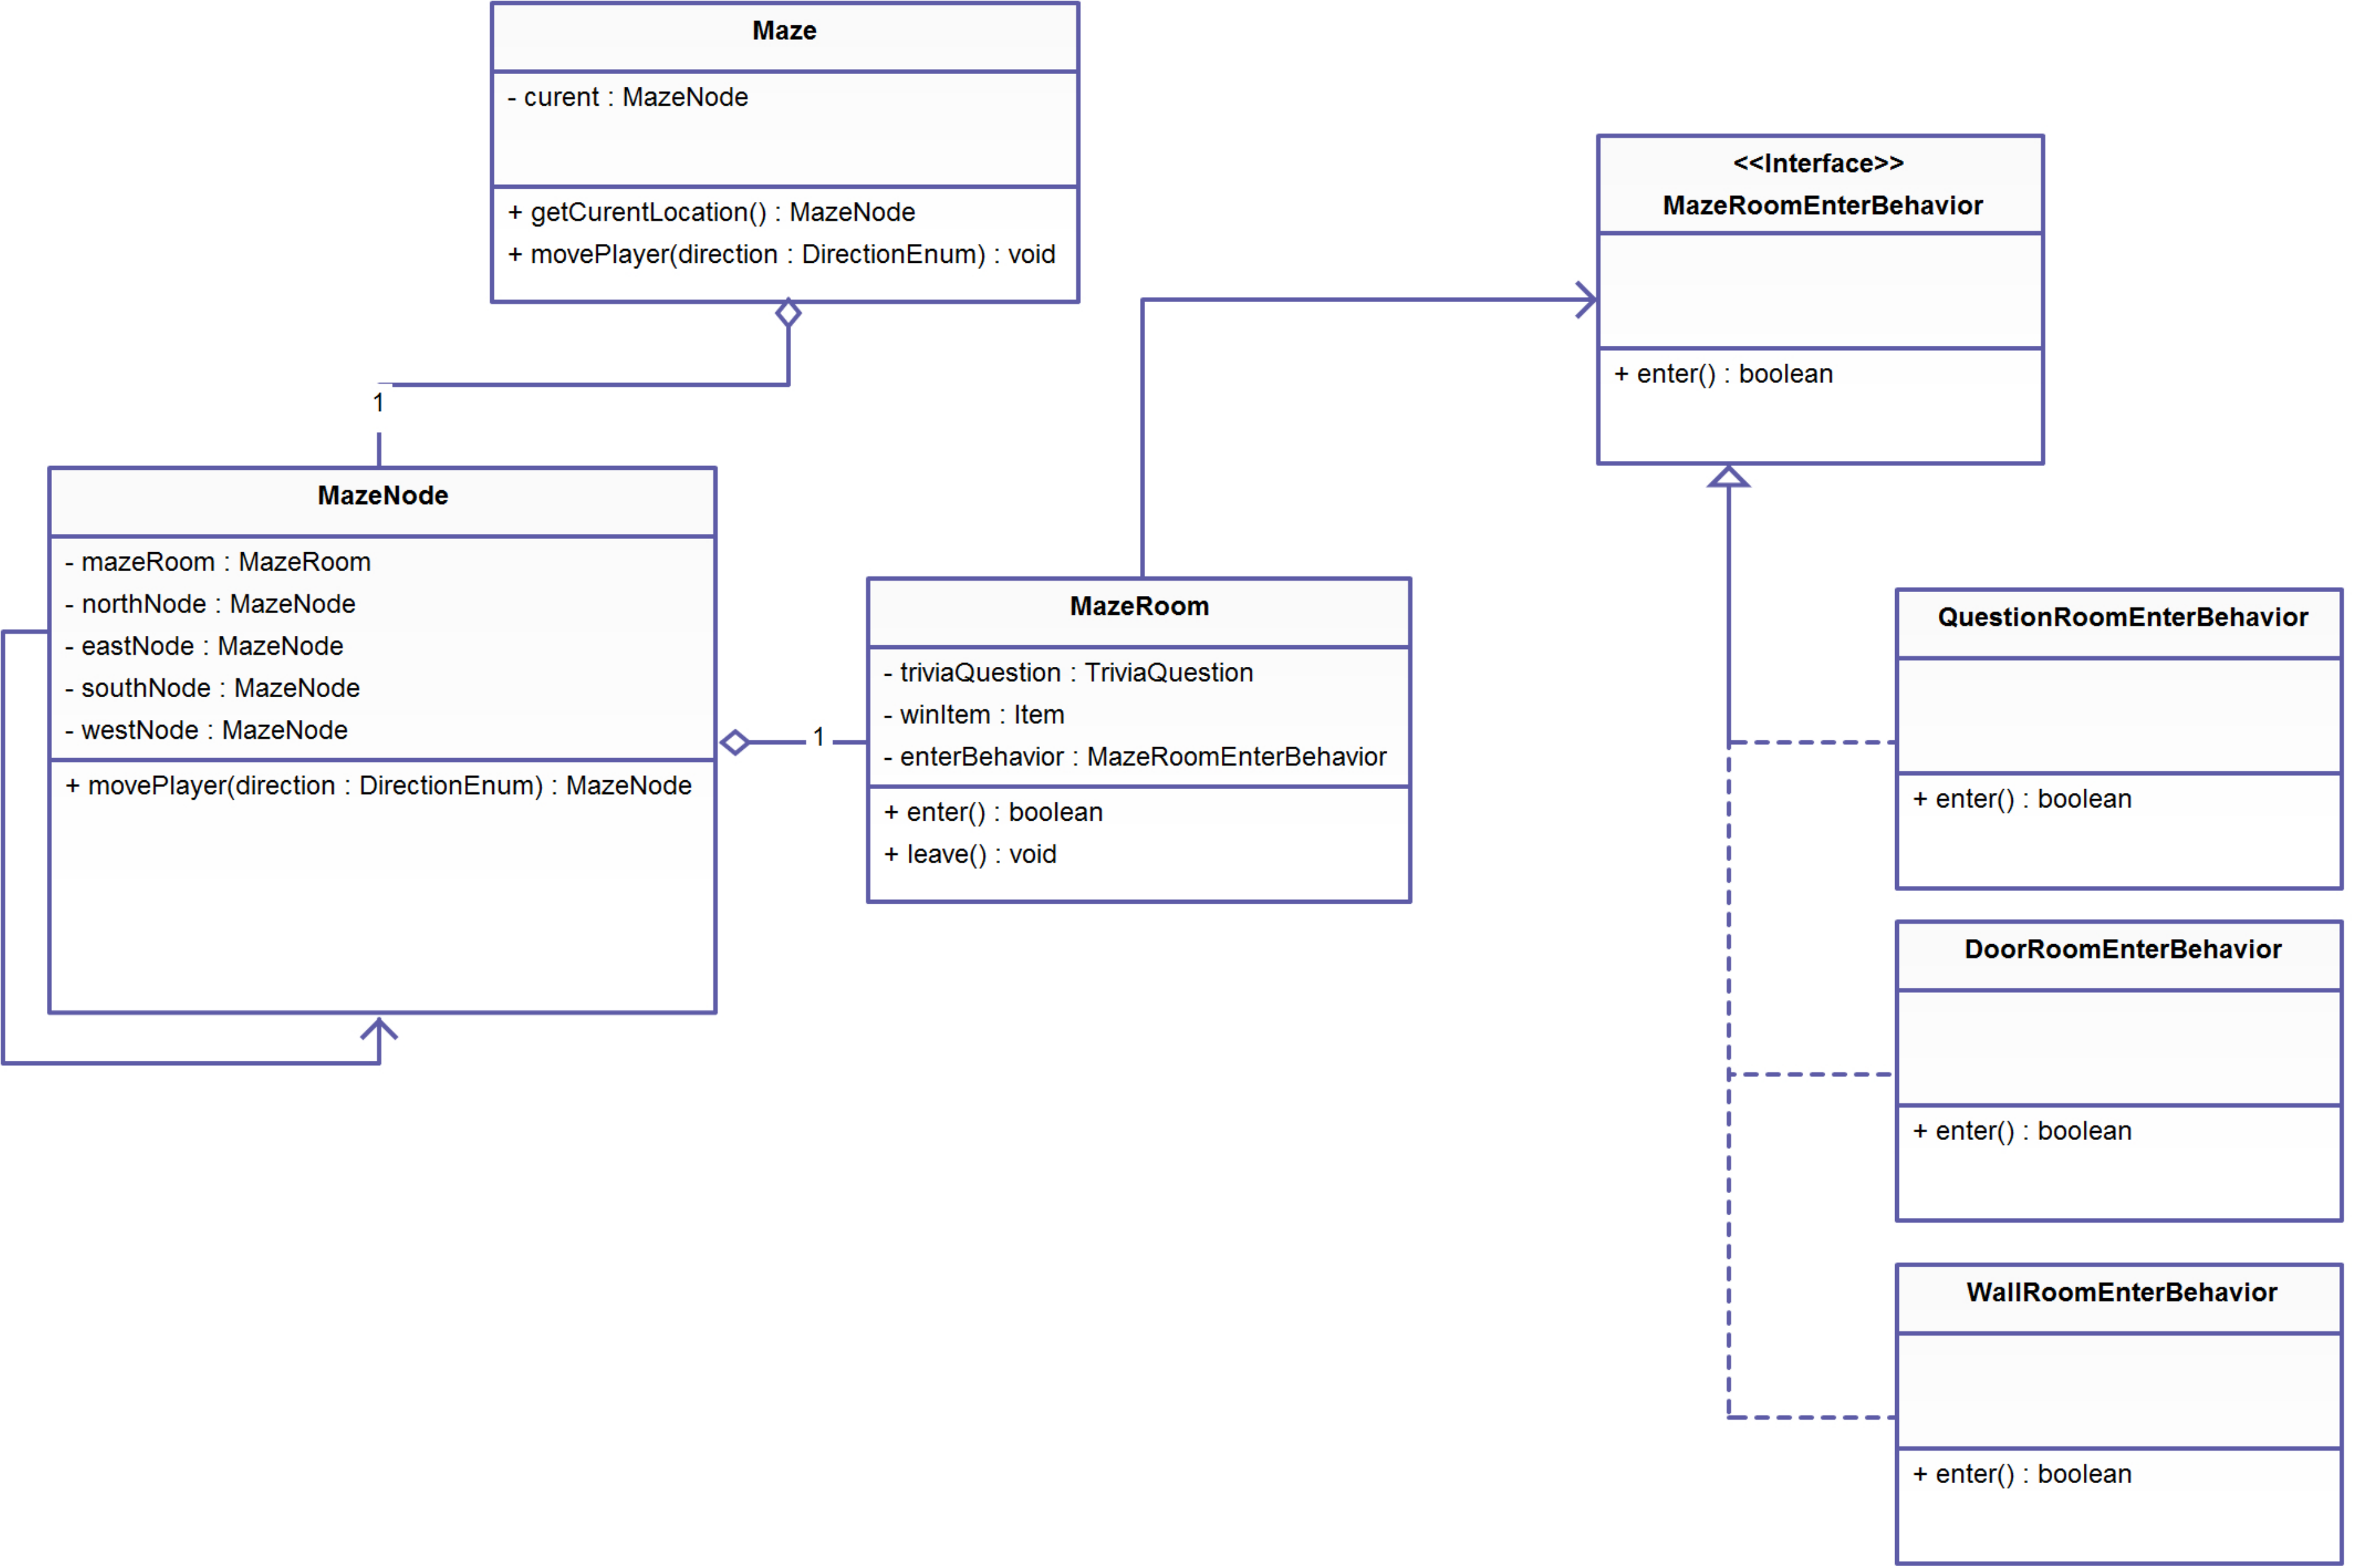 Maze
- curent : MazeNode
+ getCurentLocation() : MazeNode
+ movePlayer(direction : DirectionEnum) : void
<<Interface>>
MazeRoomEnterBehavior
+ enter() : boolean
1
MazeNode
- mazeRoom : MazeRoom
- northNode : MazeNode
- eastNode : MazeNode
- southNode : MazeNode
- westNode : MazeNode
+ movePlayer(direction : DirectionEnum) : MazeNode
1
MazeRoom
- triviaQuestion : TriviaQuestion
- winItem : Item
- enterBehavior : MazeRoomEnterBehavior
+ enter() : boolean
+ leave() : void
QuestionRoomEnterBehavior
+ enter() : boolean
DoorRoomEnterBehavior
+ enter() : boolean
WallRoomEnterBehavior
+ enter() : boolean